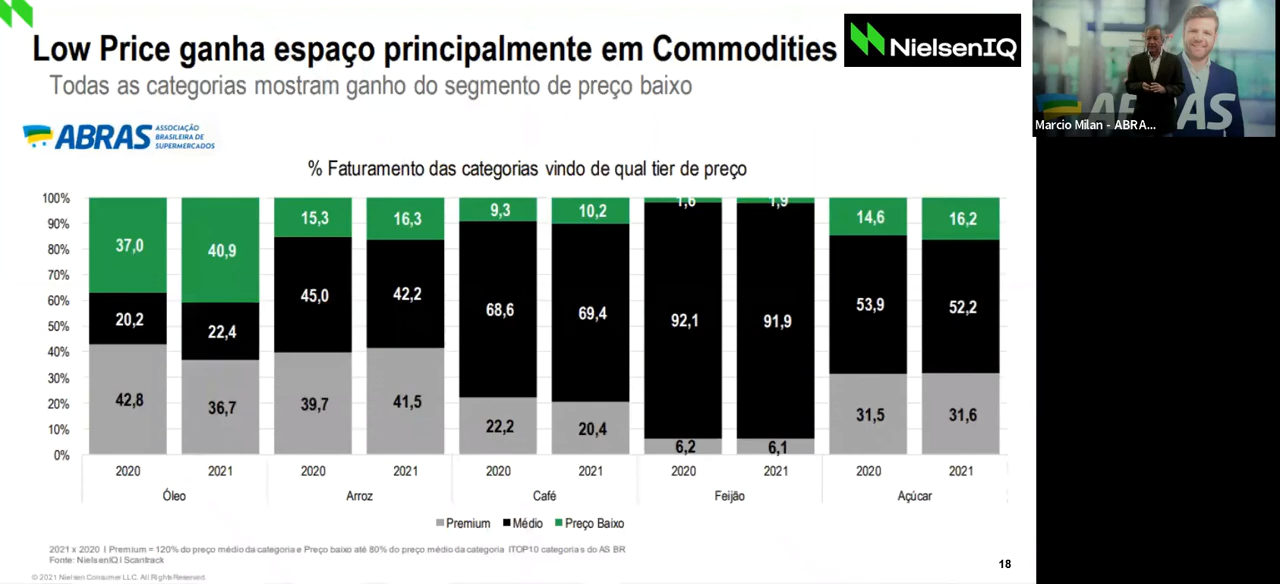 Low Price ganha espaço principalmente em Commodities
NielsenIQ
Todas as categorias mostram ganho do segmento de preço baixo
Marcio Milan - ABRA...
ABRAS
ABRAS ASSOCIAÇÃO
BRASILEIRA DE
SUPERMERCADOS
% Faturamento das categorias vindo de qual tier de preço
100%
90%
80%
70%
60%
50%
40%
30%
20%
10%
0%
37,0 40,9 15,3 16,3 9,3 10,2 1,6 1,9 14,6 16,2
20,2 22,4 45,0 42,2 68,6 69,4 92,1 91,9 53,9 52,2
42,8 36,7 39,7 41,5 22,2 20,4 6,2 6,1 31,5 31,6
2020 2021 2020 2021 2020 2021 2020 2021 2020 2021
Óleo Arroz Café Feijão Açúcar
Premium Médio Preço Baixo
2021 x 2020 I Premium = 120% do preço médio da categoria e Preço baixo até 80% do preço médio da categoria ITOP10 categorias do AS BR
Fonte: NielsenIQ I Scantrack
18
© 2021 Nielsen Consumer LLC. All Rights Reserved.